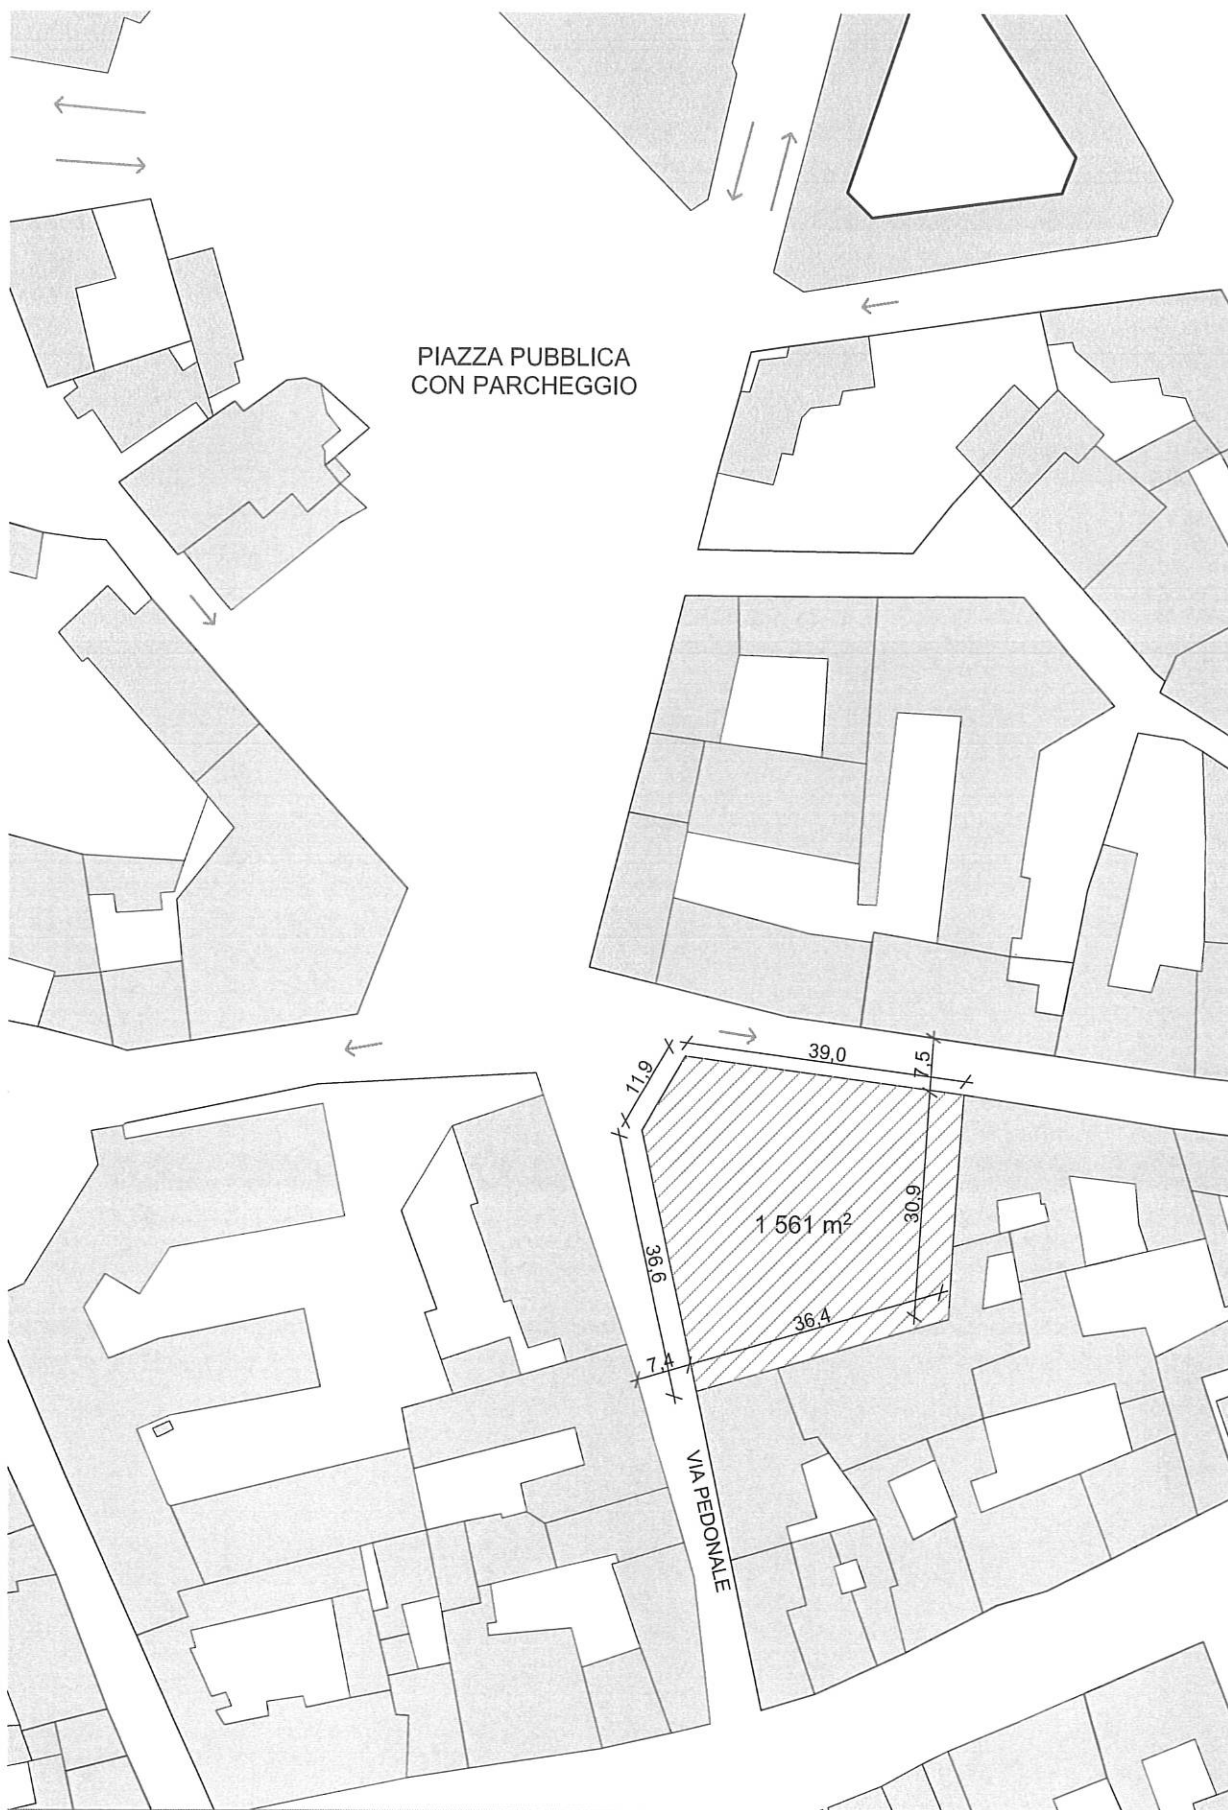 PIAZZA PUBBLICA
CON PARCHEGGIO
39,0
7,5
11,9
36,6
1 561 m²
30,9
36,4
7,4
VIA PEDONALE